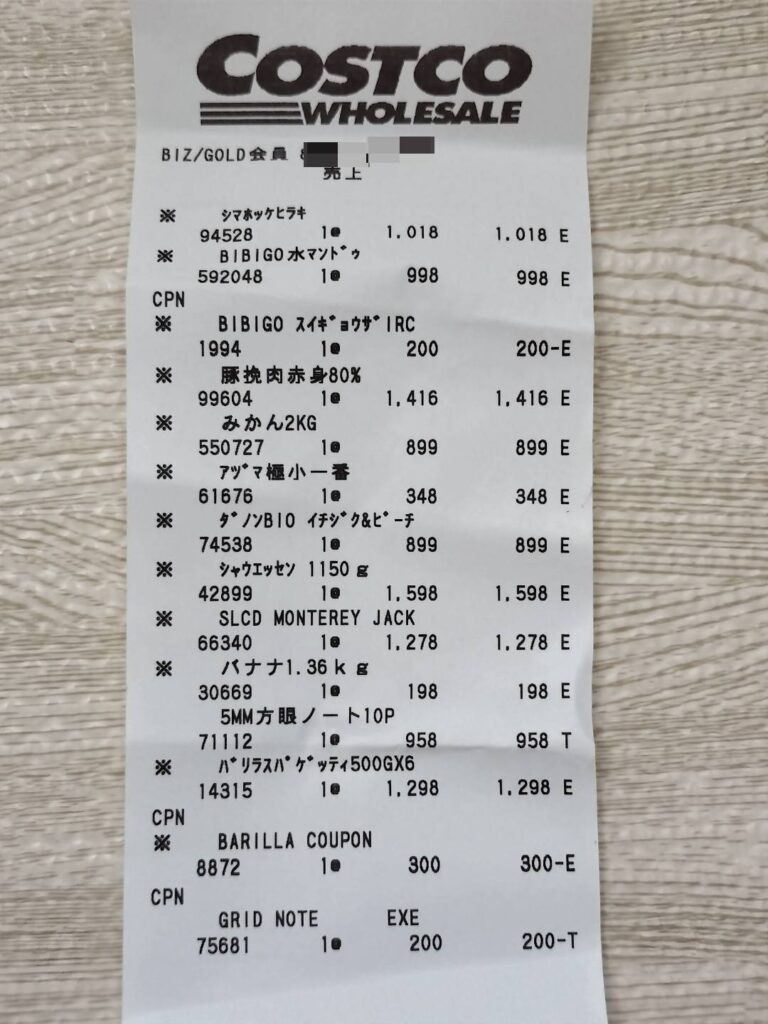 COSTCO
WHOLESALE
BIZ/GOLD会員
売上
※ シマホッケヒラキ
94528 1@ 1,018 1,018 E
※ BIBIGO水マンドゥ
592048 1@ 998 998 E
CPN
※ BIBIGO スイギョウザIRC
1994 1@ 200 200-E
※ 豚挽肉赤身80%
99604 1@ 1,416 1,416 E
※ みかん2KG
550727 1@ 899 899 E
※ アヅマ極小一番
61676 1@ 348 348 E
※ ダノンBIO イチジク&ピーチ
74538 1@ 899 899 E
※ シャウエッセン 1150ｇ
42899 1@ 1,598 1,598 E
※ SLCD MONTEREY JACK
66340 1@ 1,278 1,278 E
※ バナナ1.36ｋｇ
30669 1@ 198 198 E
5MM方眼ノート10P
71112 1@ 958 958 T
※ バリラスパゲッティ500GX6
14315 1@ 1,298 1,298 E
CPN
※ BARILLA COUPON
8872 1@ 300 300-E
CPN
GRID NOTE EXE
75681 1@ 200 200-T